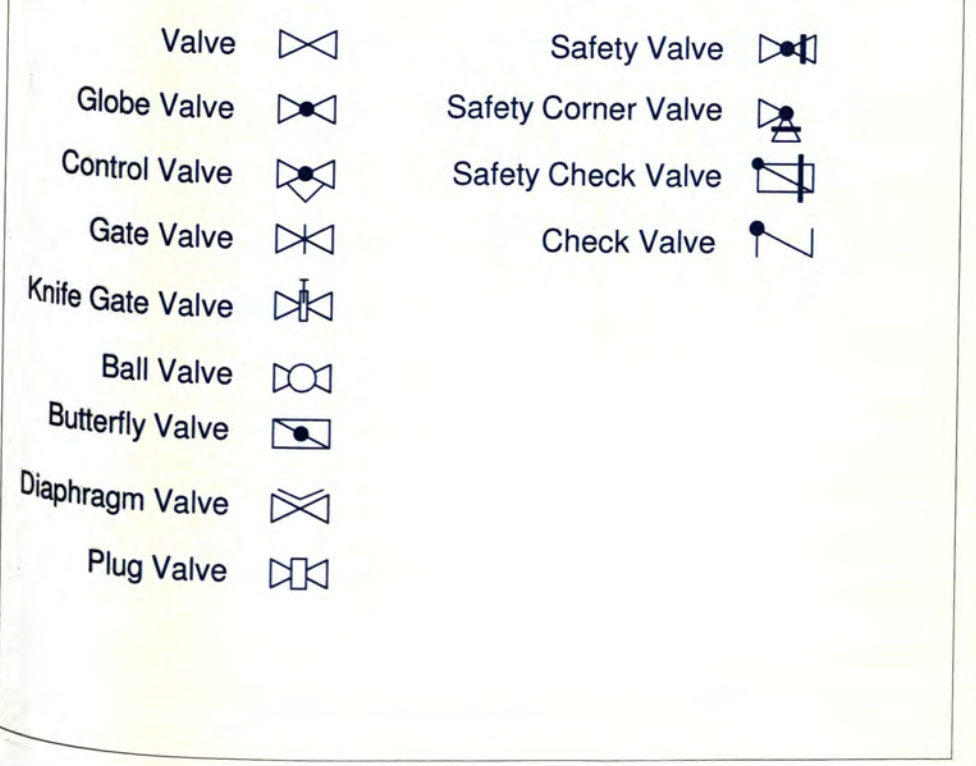 Valve
Globe Valve
Control Valve
Gate Valve
Knife Gate Valve
Ball Valve
Butterfly Valve
Diaphragm Valve
Plug Valve
Safety Valve
Safety Corner Valve
Safety Check Valve
Check Valve